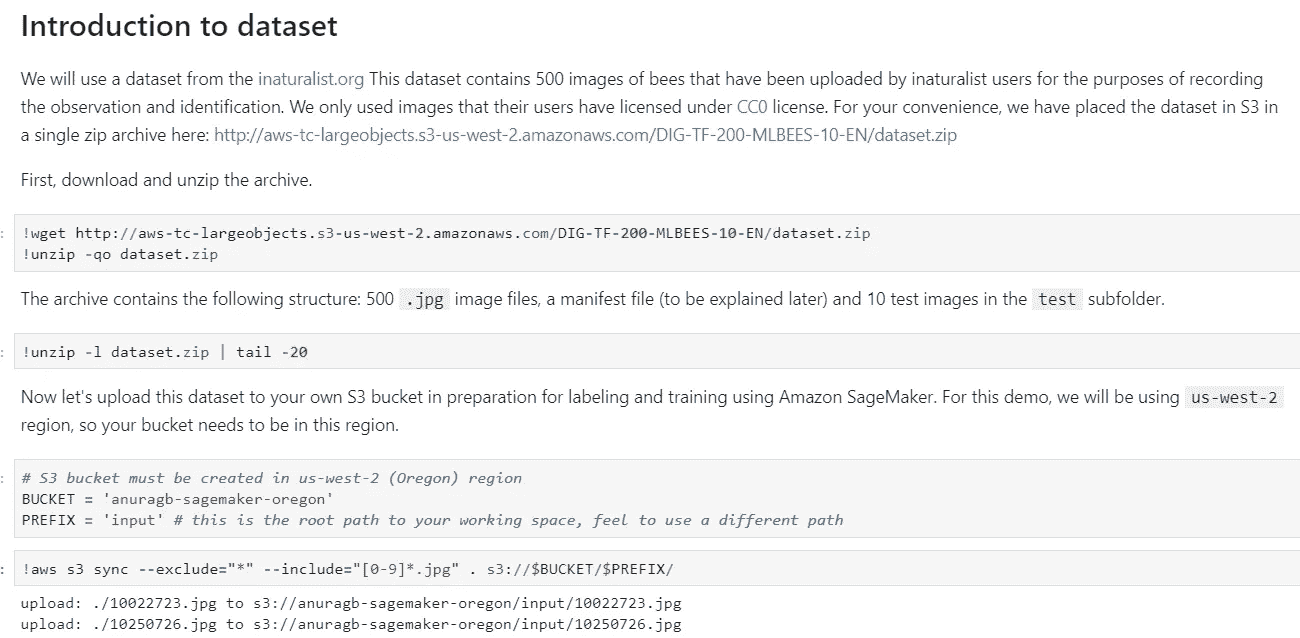 Introduction to dataset
We will use a dataset from the inaturalist.org This dataset contains 500 images of bees that have been uploaded by inaturalist users for the purposes of recording
the observation and identification. We only used images that their users have licensed under CC0 license. For your convenience, we have placed the dataset in S3 in
a single zip archive here: http://aws-tc-largeobjects.s3-us-west-2.amazonaws.com/DIG-TF-200-MLBEES-10-EN/dataset.zip
First, download and unzip the archive.
!wget http://aws-tc-largeobjects.s3-us-west-2.amazonaws.com/DIG-TF-200-MLBEES-10-EN/dataset.zip
!unzip -qo dataset.zip
The archive contains the following structure: 500 .jpg image files, a manifest file (to be explained later) and 10 test images in the test subfolder.
!unzip -l dataset.zip | tail -20
Now let's upload this dataset to your own S3 bucket in preparation for labeling and training using Amazon SageMaker. For this demo, we will be using us-west-2
region, so your bucket needs to be in this region.
# S3 bucket must be created in us-west-2 (Oregon) region
BUCKET = 'anuragb-sagemaker-oregon'
PREFIX = 'input' # this is the root path to your working space, feel to use a different path
!aws s3 sync --exclude="*" --include="[0-9]*.jpg" . s3://$BUCKET/$PREFIX/
upload: ./10022723.jpg to s3://anuragb-sagemaker-oregon/input/10022723.jpg
upload: ./10250726.jpg to s3://anuragb-sagemaker-oregon/input/10250726.jpg